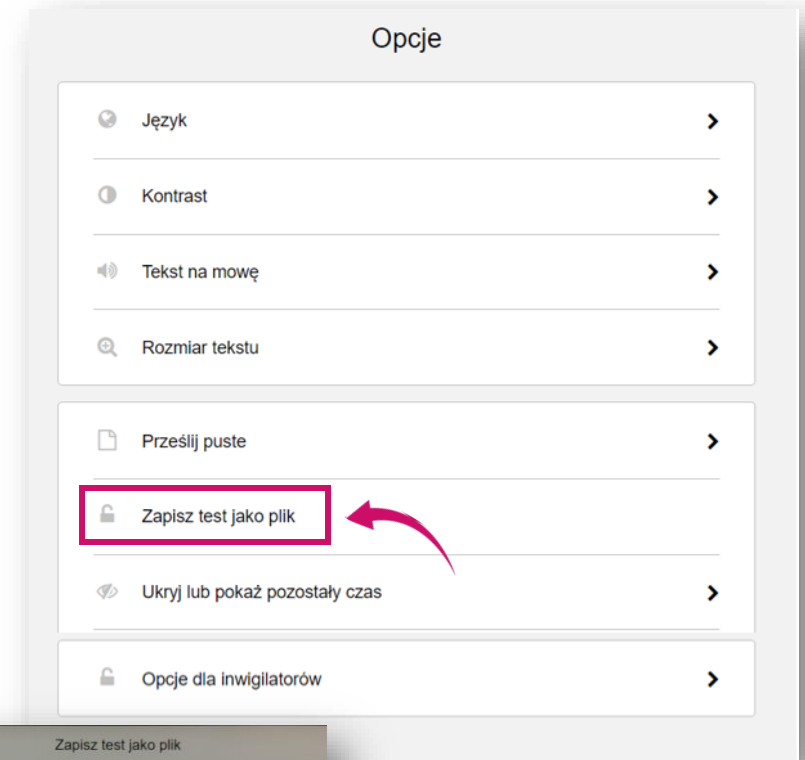 Opcje
Język
Kontrast
Tekst na mowę
Rozmiar tekstu
Prześlij puste
Zapisz test jako plik
Ukryj lub pokaż pozostały czas
Opcje dla inwigilatorów
Zapisz test jako plik